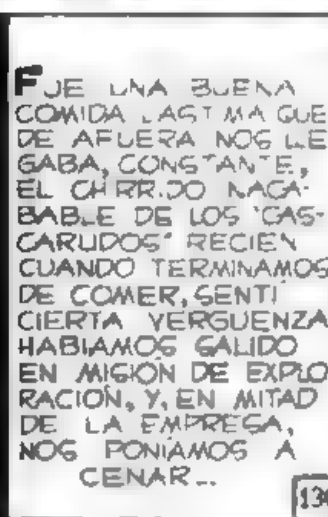 FUE UNA BUENA
COMIDA LASTIMA QUE
DE AFUERA NOS LLE
GABA, CONSTANTE,
EL CHIRRIDO INACA-
BABLE DE LOS "CAS-
CARUDOS" RECIEN
CUANDO TERMINAMOS
DE COMER, SENTI
CIERTA VERGUENZA
HABIAMOS SALIDO
EN MISION DE EXPLO
RACIÓN, Y, EN MITAD
DE LA EMPRESA,
NOS PONÍAMOS A
CENAR...